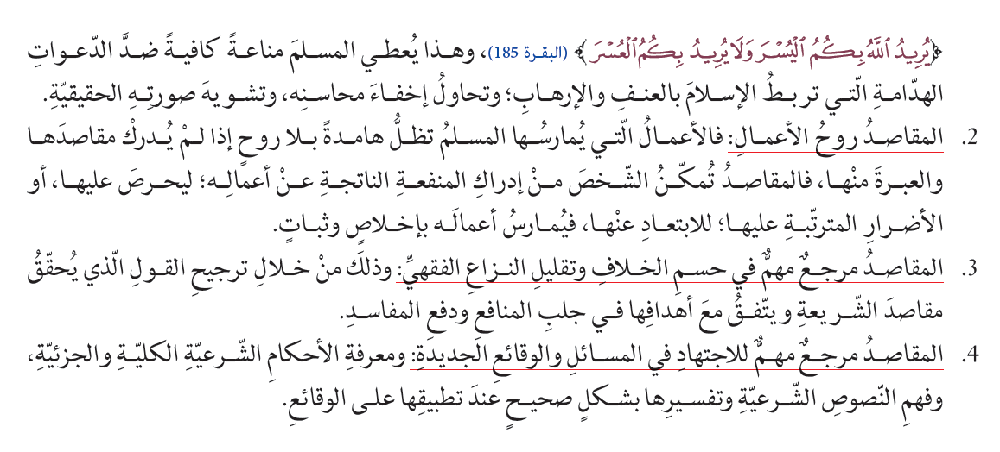 ﴿يُرِيدُ ٱللَّهُ بِكُمُ ٱلۡيُسۡرَ وَلَا يُرِيدُ بِكُمُ ٱلۡعُسۡرَ﴾ (البقرة 185)، وهذا يُعطي المسلمَ مناعةً كافيةً ضدَّ الدّعواتِ
الهدّامةِ الّتي تربطُ الإسلامَ بالعنفِ والإرهابِ؛ وتحاولُ إخفاءَ محاسنِه، وتشويهَ صورتِهِ الحقيقيّةِ.
2. المقاصدُ روحُ الأعمالِ: فالأعمالُ الّتي يُمارسُها المسلمُ تظلُّ هامدةً بلا روحٍ إذا لمْ يُدركْ مقاصدَها
والعبرةَ منْها، فالمقاصدُ تُمكّنُ الشّخصَ منْ إدراكِ المنفعةِ الناتجةِ عنْ أعمالِه؛ ليحرصَ عليها، أو
الأضرارِ المترتّبةِ عليها؛ للابتعادِ عنْها، فيُمارسُ أعمالَه بإخلاصٍ وثباتٍ.
3. المقاصدُ مرجعٌ مهمٌّ في حسمِ الخلافِ وتقليلِ النزاعِ الفقهيِّ: وذلكَ منْ خلالِ ترجيحِ القولِ الّذي يُحقّقُ
مقاصدَ الشّريعةِ ويتّفقُ معَ أهدافِها في جلبِ المنافعِ ودفعِ المفاسدِ.
4. المقاصدُ مرجعٌ مهمٌّ للاجتهادِ في المسائلِ والوقائعِ الجديدةِ: ومعرفةِ الأحكامِ الشّرعيّةِ الكليّةِ والجزئيّةِ،
وفهمِ النّصوصِ الشّرعيّةِ وتفسيرِها بشكلٍ صحيحٍ عندَ تطبيقِها على الوقائعِ.